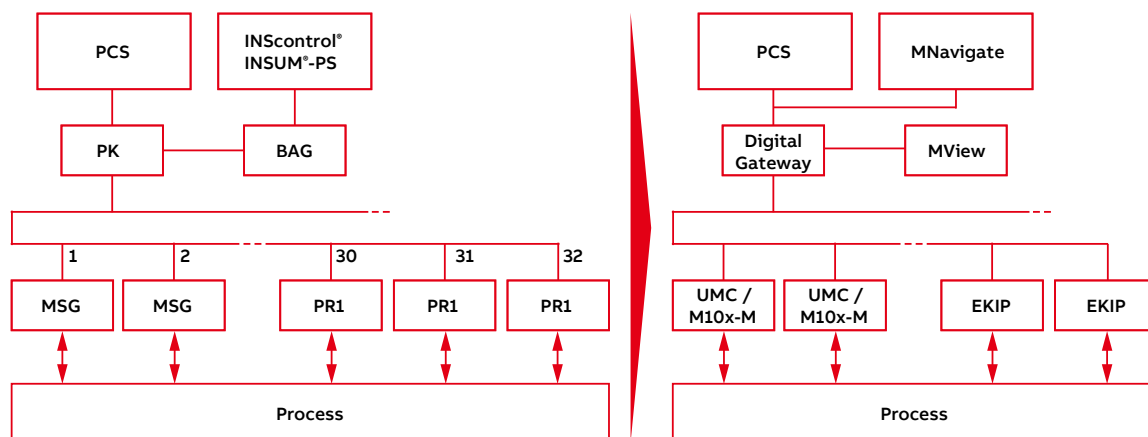 PCS
INScontrol®
INSUM®-PS
PK
BAG
1
2
30
31
32
MSG
MSG
PR1
PR1
PR1
Process
PCS
MNavigate
Digital
Gateway
MView
UMC /
M10x-M
UMC /
M10x-M
EKIP
EKIP
Process